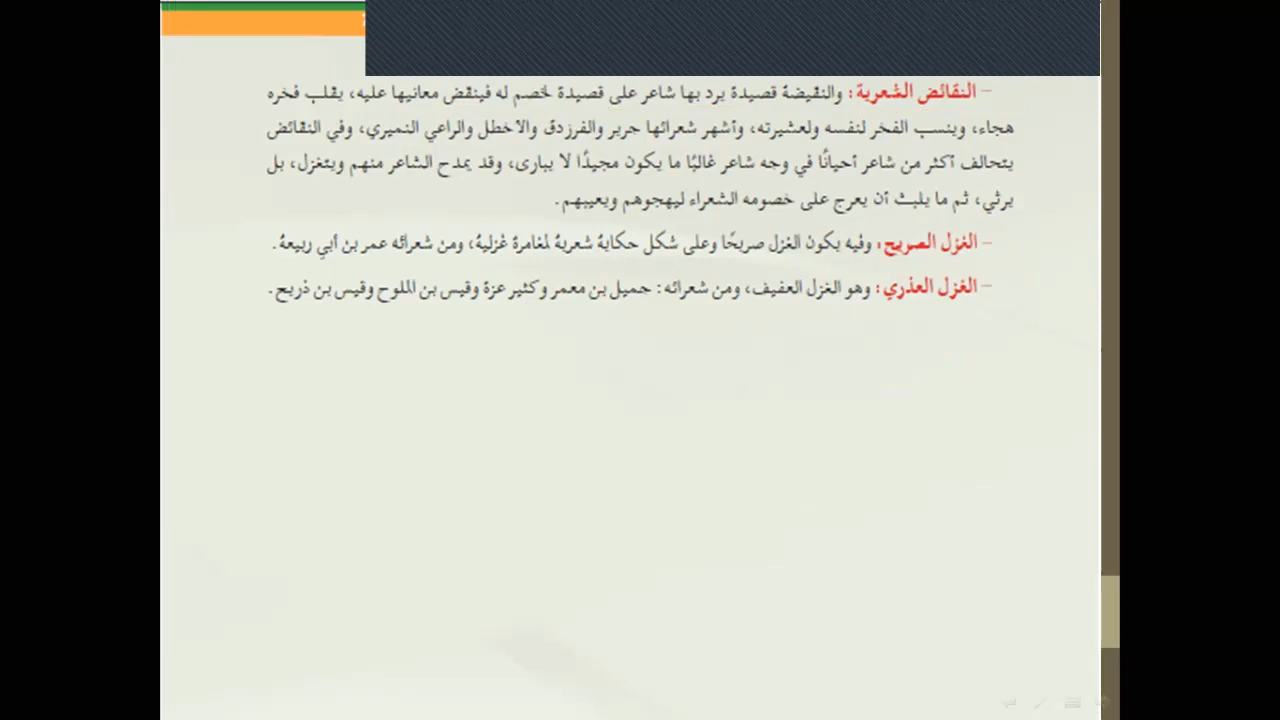 – النقائض الشعرية: والنقيضة قصيدة يرد بها شاعر على قصيدة لخصم له فينقض معانيها عليه، يقلب فخره
هجاء، وينسب الفخر لنفسه ولعشيرته، وأشهر شعرائها جرير والفرزدق والأخطل والراعي النميري، وفي النقائض
يتحالف أكثر من شاعر أحيانًا في وجه شاعر غالبًا ما يكون مجيدًا لا يبارى، وقد يمدح الشاعر منهم ويتغزل، بل
يرثي، ثم ما يلبث أن يعرج على خصومه الشعراء ليهجوهم ويعيبهم.
– الغزل الصريح: وفيه يكون الغزل صريحًا وعلى شكل حكاية شعرية لمغامرة غزلية، ومن شعرائه عمر بن أبي ربيعة.
– الغزل العذري: وهو الغزل العفيف، ومن شعرائه: جميل بن معمر وكثير عزة وقيس بن الملوح وقيس بن ذريح.